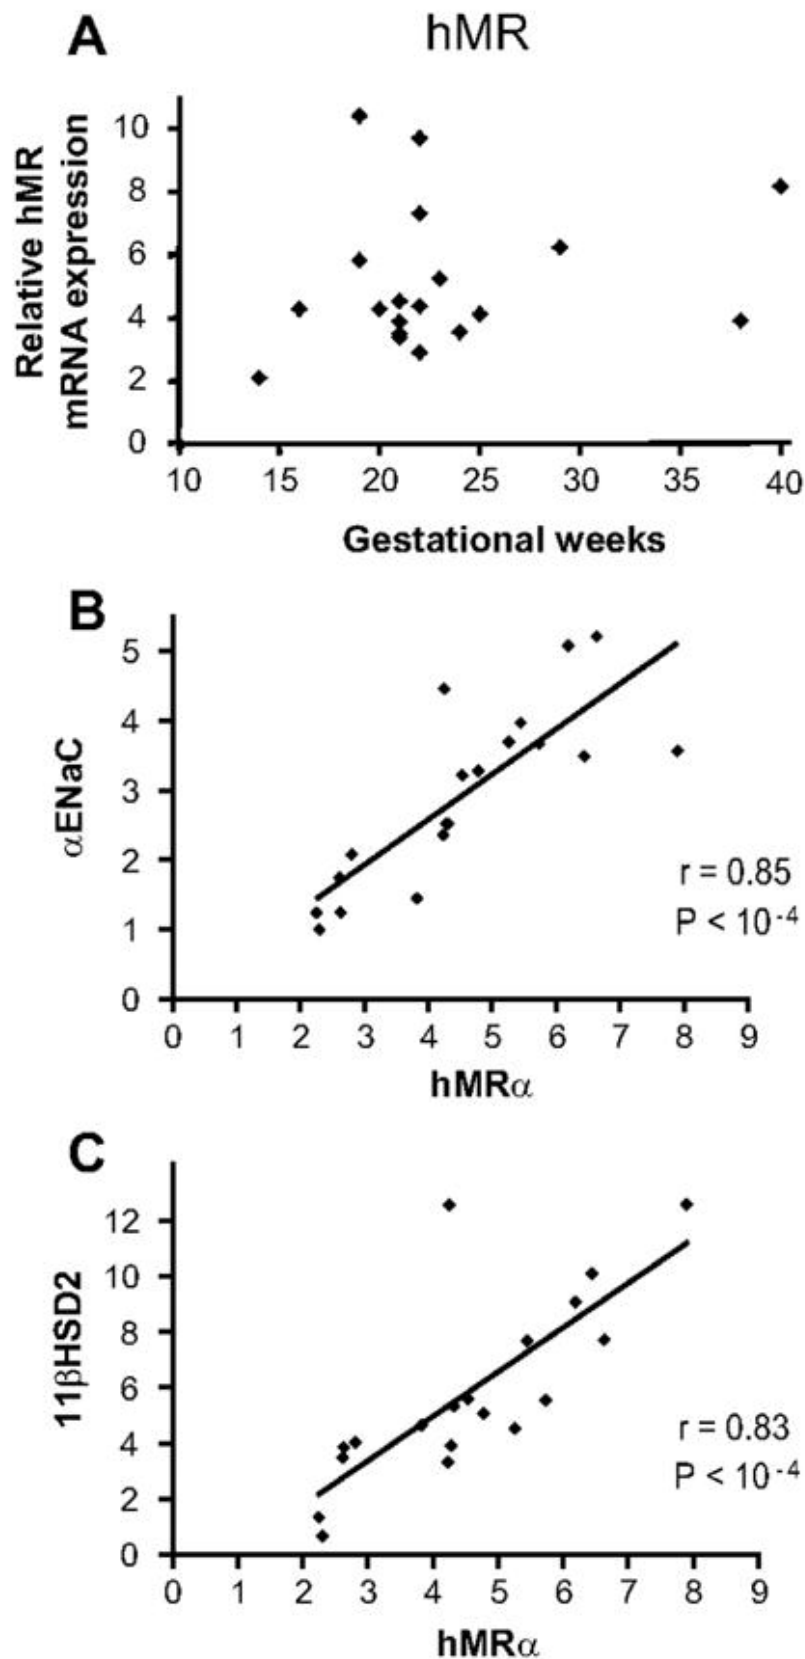 A
hMR
Relative hMR
mRNA expression
10
8
6
4
2
0
10 15 20 25 30 35 40
Gestational weeks
B
αENaC
5
4
3
2
1
0
r = 0.85
P < 10⁻⁴
0 1 2 3 4 5 6 7 8 9
hMRα
C
11βHSD2
12
10
8
6
4
2
0
r = 0.83
P < 10⁻⁴
0 1 2 3 4 5 6 7 8 9
hMRα